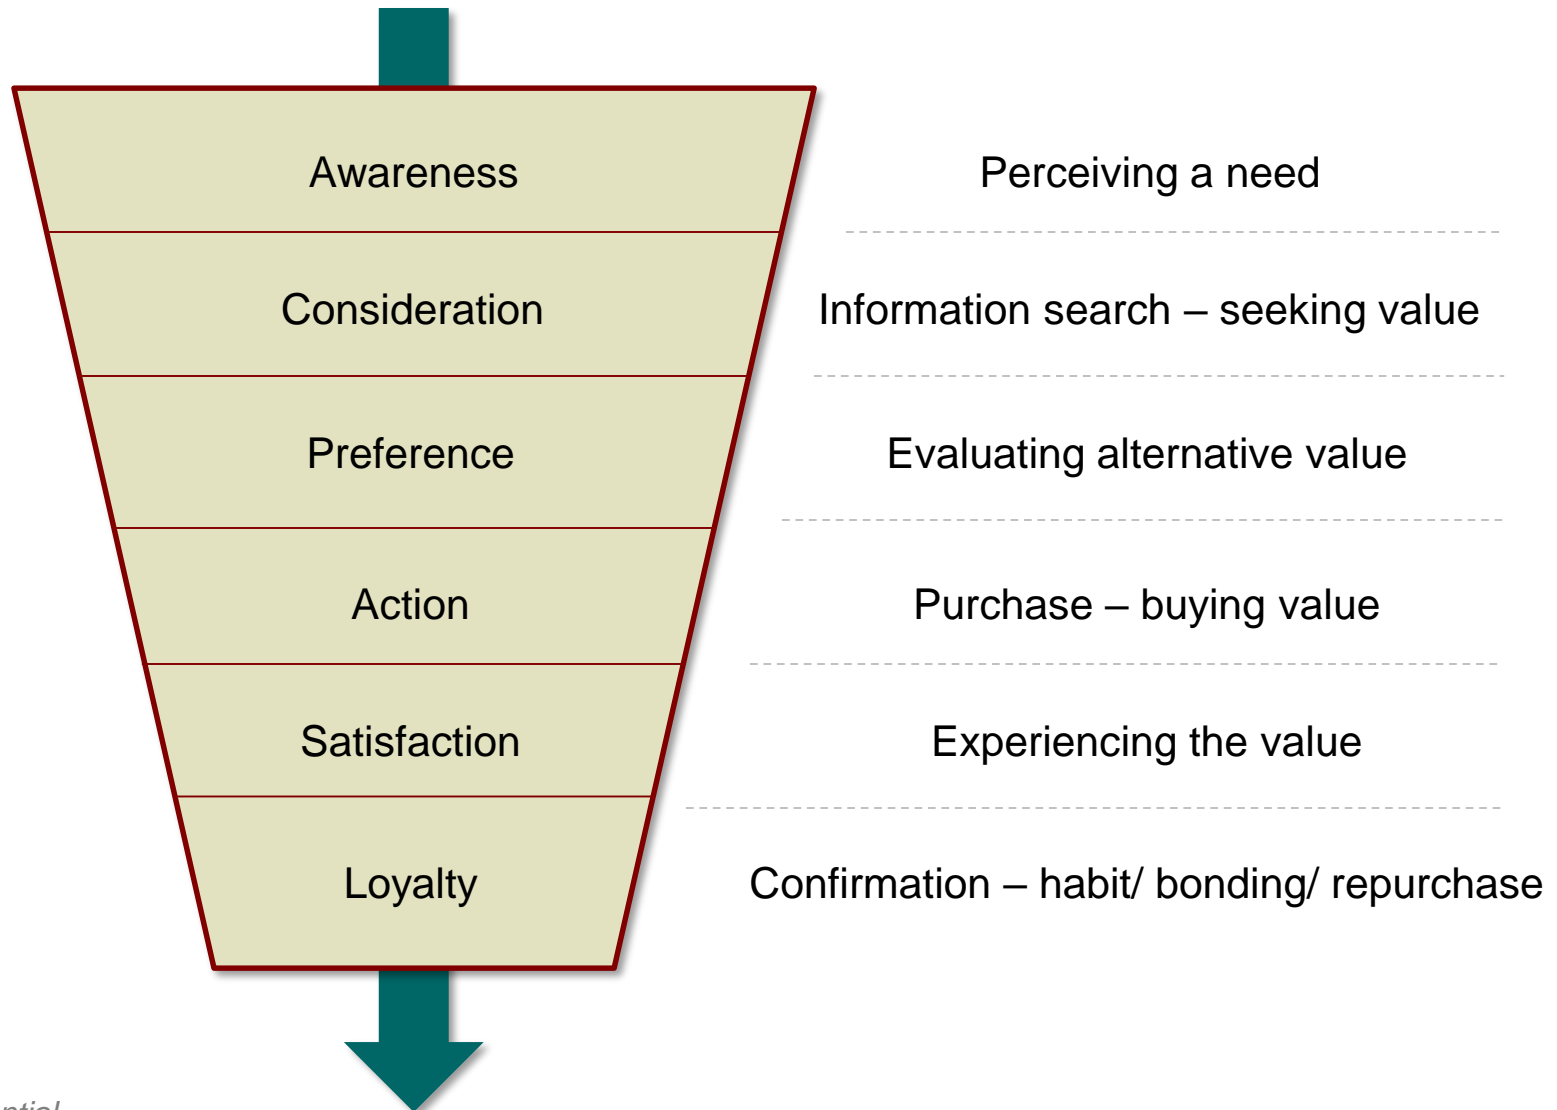 Awareness
Perceiving a need
Consideration
Information search – seeking value
Preference
Evaluating alternative value
Action
Purchase – buying value
Satisfaction
Experiencing the value
Loyalty
Confirmation – habit/ bonding/ repurchase